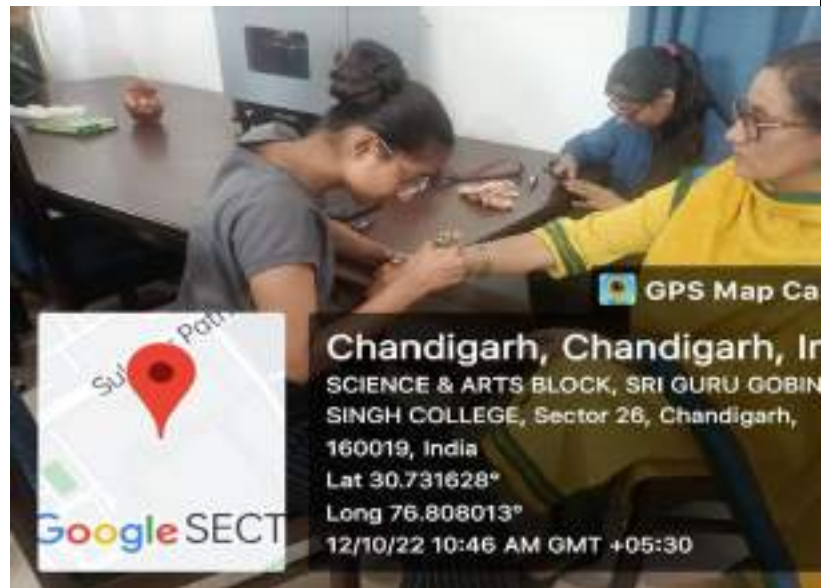 GPS Map Ca
Chandigarh, Chandigarh, In
SCIENCE & ARTS BLOCK, SRI GURU GOBIN
SINGH COLLEGE, Sector 26, Chandigarh,
160019, India
Lat 30.731628°
Long 76.808013°
12/10/22 10:46 AM GMT +05:30
Google
SECT